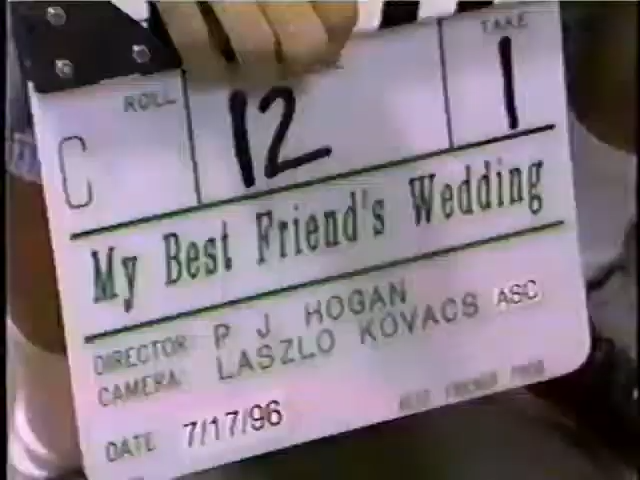 ROLL TAKE
C 12 1
My Best Friend's Wedding
DIRECTOR P J HOGAN
CAMERA: LASZLO KOVACS ASC
DATE 7/17/96